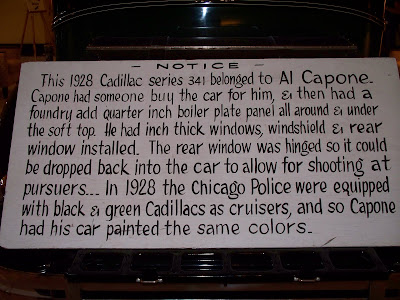 - NOTICE -
This 1928 Cadillac series 341 belonged to Al Capone.
Capone had someone buy the car for him, & then had a
foundry add quarter inch boiler plate panel all around & under
the soft top. He had inch thick windows, windshield & rear
window installed. The rear window was hinged so it could
be dropped back into the car to allow for shooting at
pursuers... In 1928 the Chicago Police were equipped
with black & green Cadillacs as cruisers, and so Capone
had his car painted the same colors.